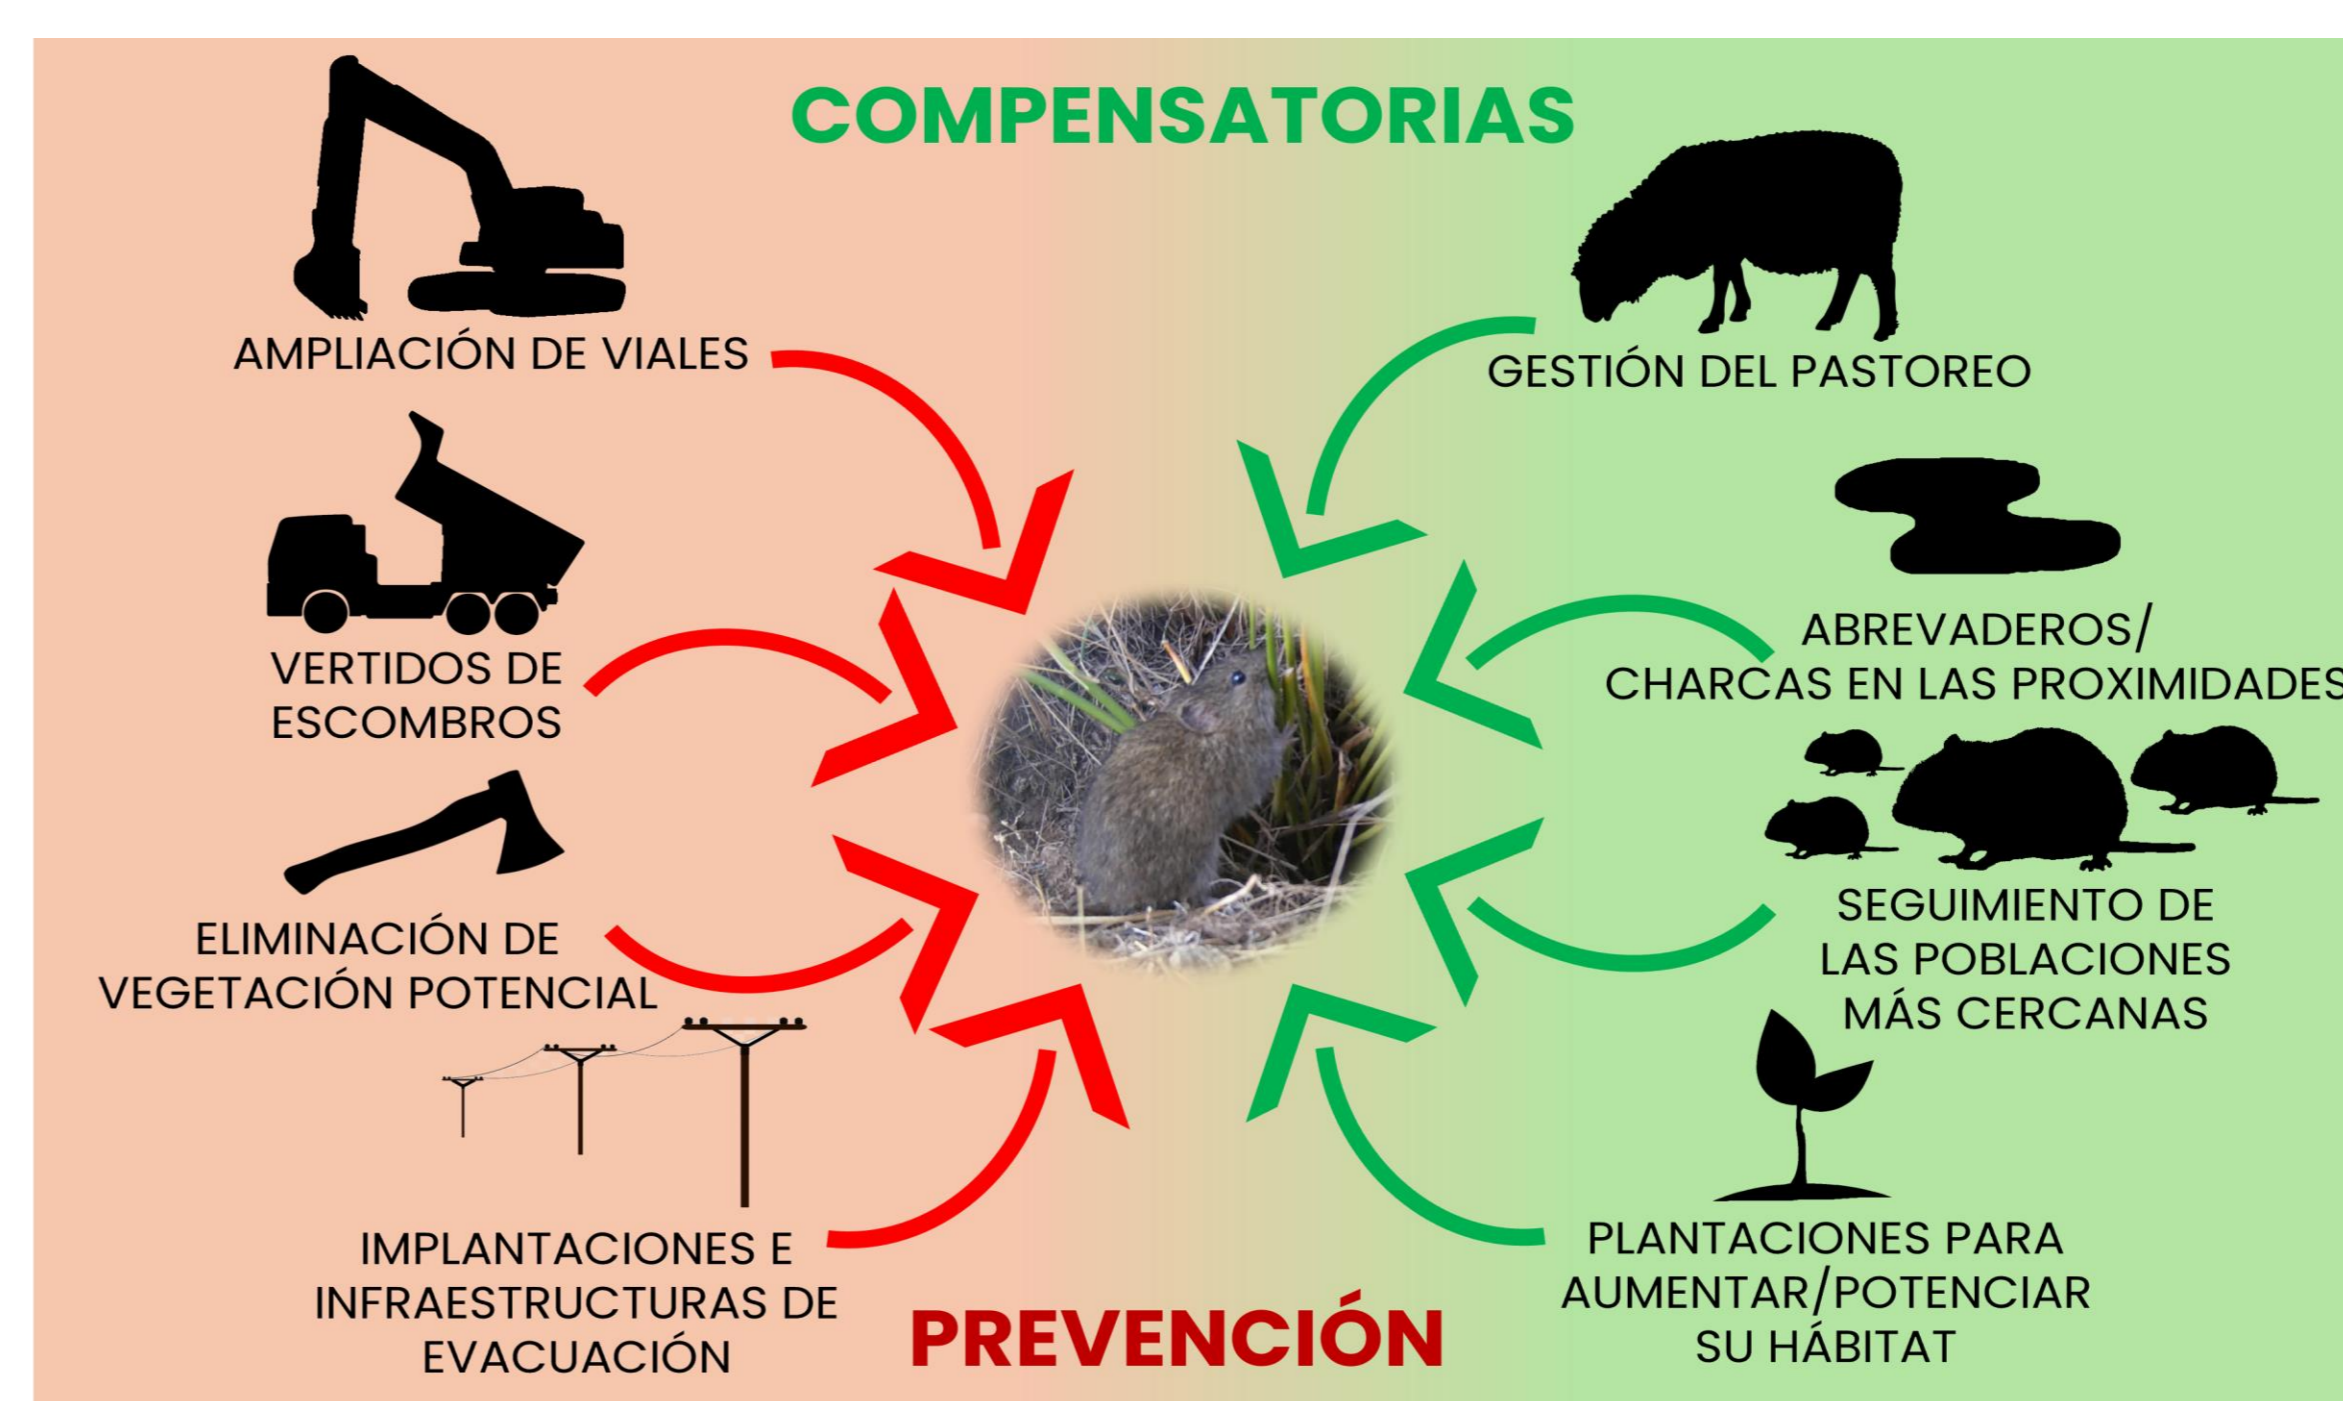 COMPENSATORIAS
AMPLIACIÓN DE VIALES
VERTIDOS DE
ESCOMBROS
ELIMINACIÓN DE
VEGETACIÓN POTENCIAL
IMPLANTACIONES E
INFRAESTRUCTURAS DE
EVACUACIÓN
GESTIÓN DEL PASTOREO
ABREVADEROS/
CHARCAS EN LAS PROXIMIDADES
SEGUIMIENTO DE
LAS POBLACIONES
MÁS CERCANAS
PLANTACIONES PARA
AUMENTAR/POTENCIAR
SU HÁBITAT
PREVENCIÓN